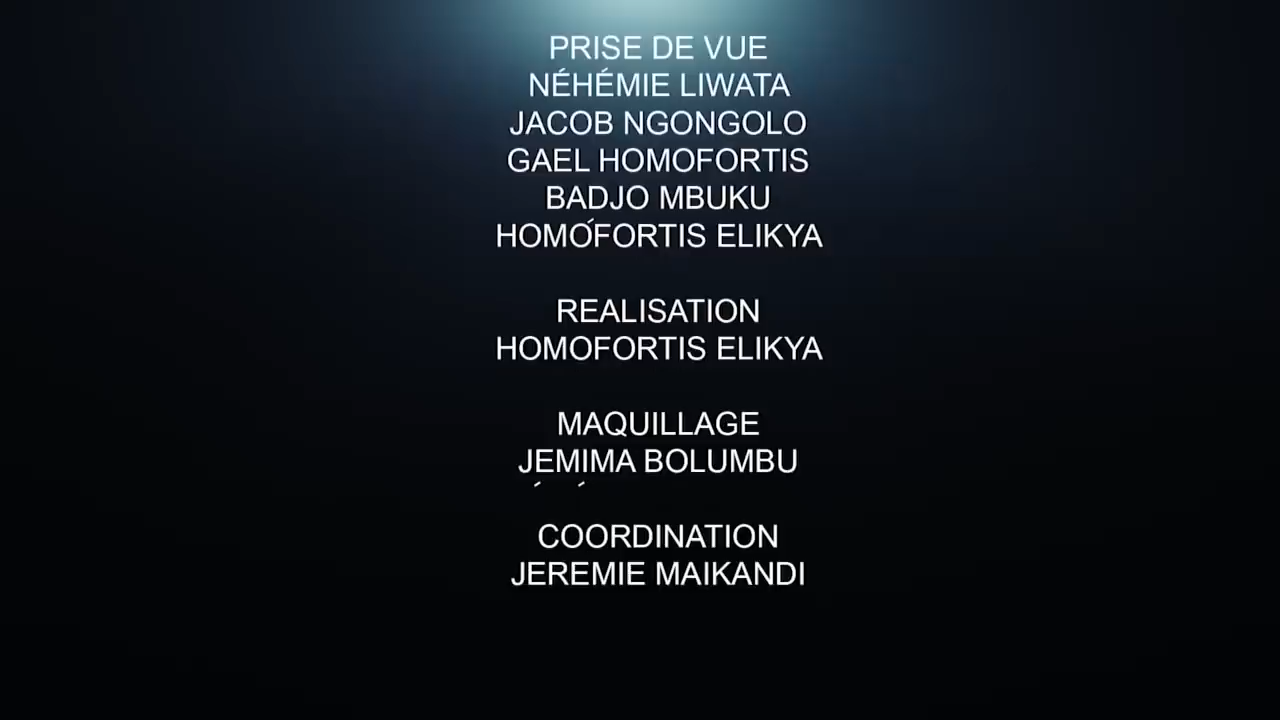 PRISE DE VUE
NÉHÉMIE LIWATA
JACOB NGONGOLO
GAEL HOMOFORTIS
BADJO MBUKU
HOMOFORTIS ELIKYA
REALISATION
HOMOFORTIS ELIKYA
MAQUILLAGE
JEMIMA BOLUMBU
COORDINATION
JEREMIE MAIKANDI